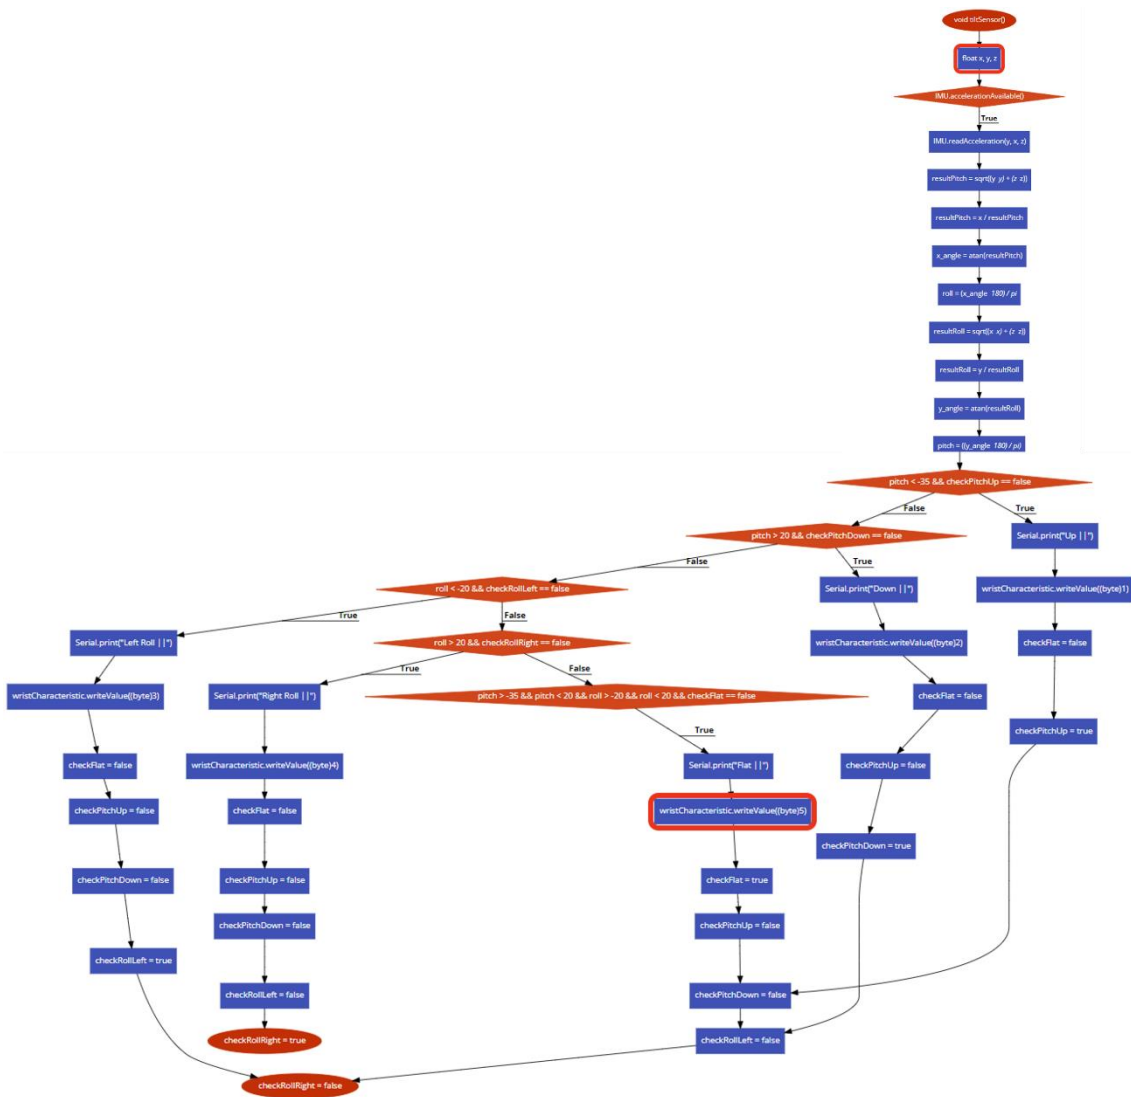 void tiltSensor()
float x, y, z
IMU.accelerationAvailable()
True
IMU.readAcceleration(y, x, z)
resultPitch = sqrt((y y) + (z z))
resultPitch = x / resultPitch
x_angle = atan(resultPitch)
roll = (x_angle 180) / pi
resultRoll = sqrt((x x) + (z z))
resultRoll = y / resultRoll
y_angle = atan(resultRoll)
pitch = ((y_angle 180) / pi)
pitch < -35 && checkPitchUp == false
False
True
pitch > 20 && checkPitchDown == false
Serial.print("Up ||")
False
True
roll < -20 && checkRollLeft == false
Serial.print("Down ||")
wristCharacteristic.writeValue((byte)1)
True
False
Serial.print("Left Roll ||")
roll > 20 && checkRollRight == false
wristCharacteristic.writeValue((byte)2)
checkFlat = false
True
False
wristCharacteristic.writeValue((byte)3)
Serial.print("Right Roll ||")
pitch > -35 && pitch < 20 && roll > -20 && roll < 20 && checkFlat == false
checkFlat = false
True
checkPitchUp = true
checkFlat = false
wristCharacteristic.writeValue((byte)4)
Serial.print("Flat ||")
checkPitchUp = false
checkPitchUp = false
checkFlat = false
wristCharacteristic.writeValue((byte)5)
checkPitchDown = true
checkPitchDown = false
checkPitchUp = false
checkFlat = true
checkPitchDown = false
checkPitchUp = false
checkRollLeft = true
checkRollLeft = false
checkPitchDown = false
checkRollRight = true
checkRollLeft = false
checkRollRight = false